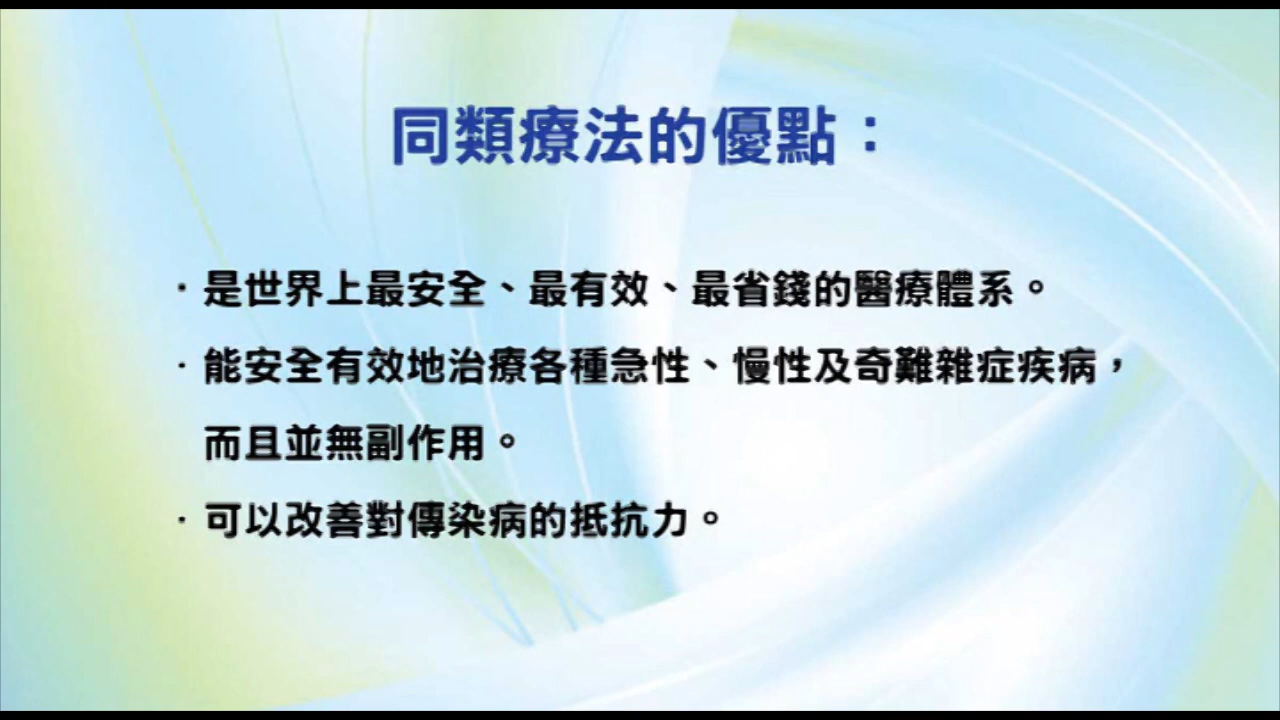 同類療法的優點：
· 是世界上最安全、最有效、最省錢的醫療體系。
· 能安全有效地治療各種急性、慢性及奇難雜症疾病，
而且並無副作用。
· 可以改善對傳染病的抵抗力。